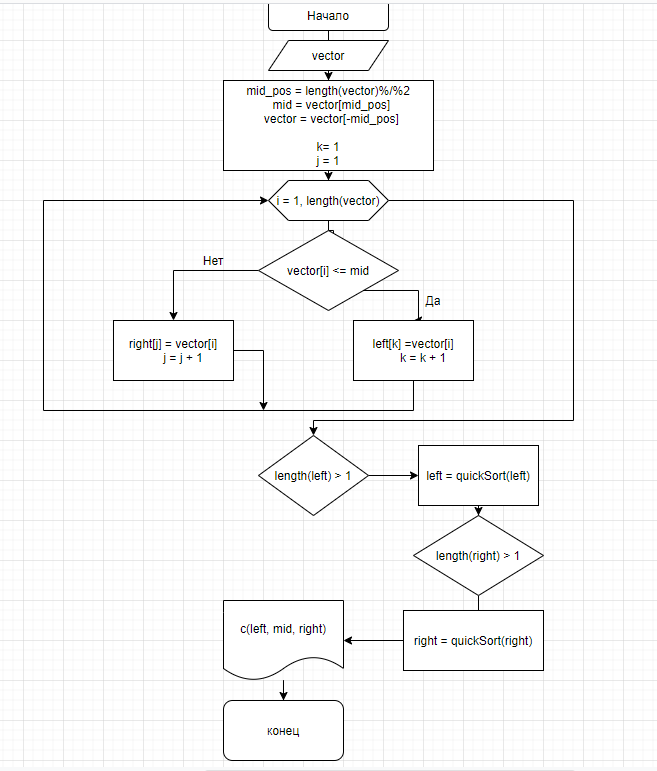 Начало
vector
mid_pos = length(vector)%/%2
mid = vector[mid_pos]
vector = vector[-mid_pos]
k= 1
j = 1
i = 1, length(vector)
vector[i] <= mid
Нет
Да
right[j] = vector[i]
j = j + 1
left[k] =vector[i]
k = k + 1
length(left) > 1
left = quickSort(left)
length(right) > 1
right = quickSort(right)
c(left, mid, right)
конец